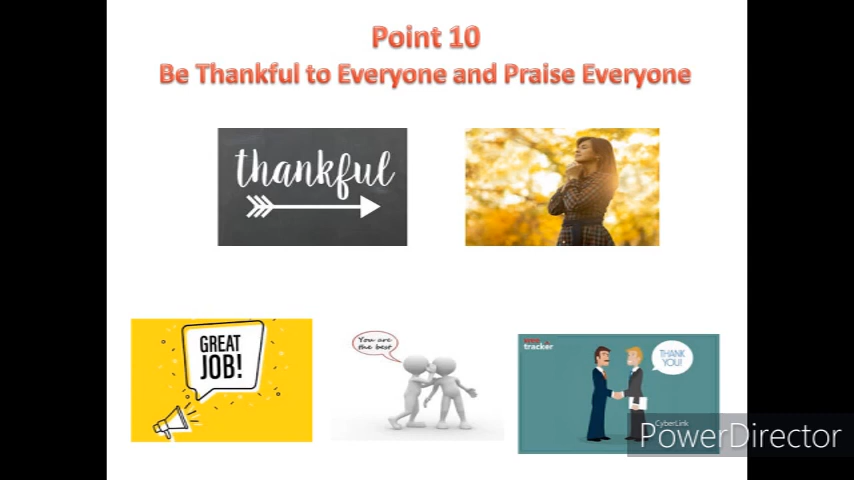 Point 10
Be Thankful to Everyone and Praise Everyone
thankful
GREAT
JOB!
You are
the best
tracker
THANK
YOU!
CyberLink
PowerDirector